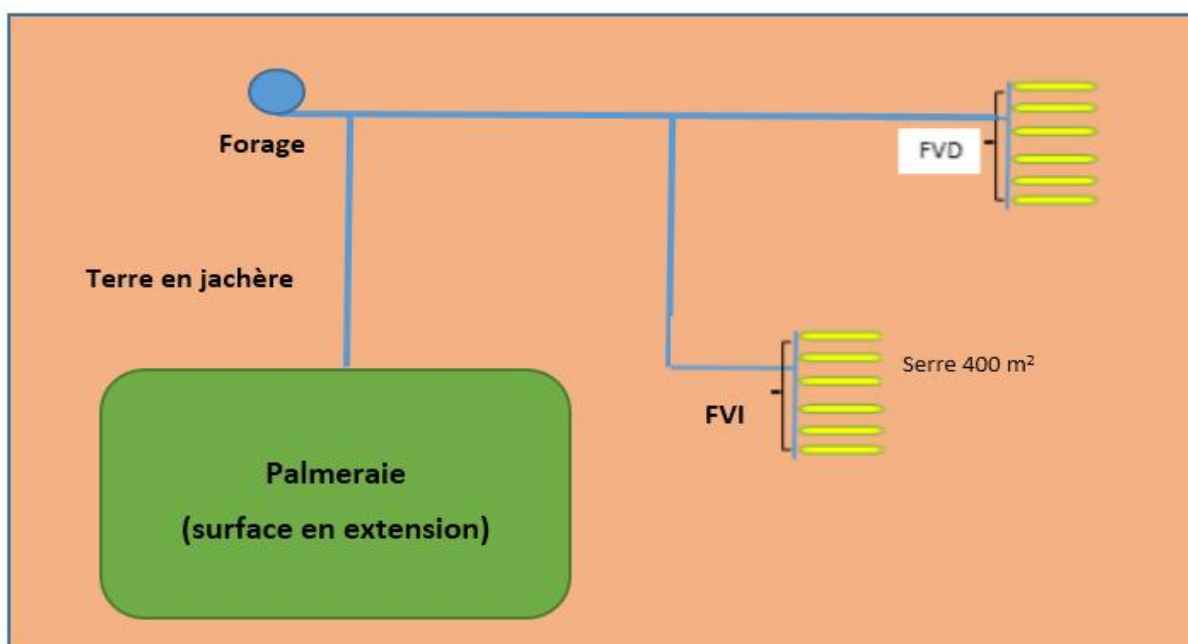 Forage
FVD
Terre en jachère
Serre 400 m²
FVI
Palmeraie
(surface en extension)